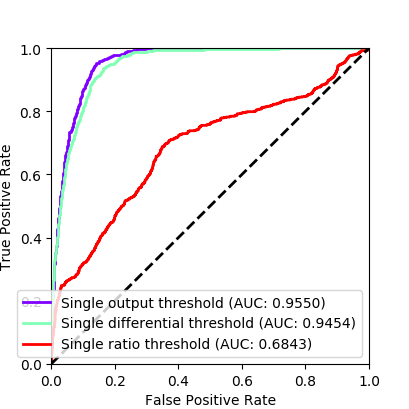 1.0
0.8
0.6
0.4
0.2
0.0
True Positive Rate
Single output threshold (AUC: 0.9550)
Single differential threshold (AUC: 0.9454)
Single ratio threshold (AUC: 0.6843)
0.0 0.2 0.4 0.6 0.8 1.0
False Positive Rate